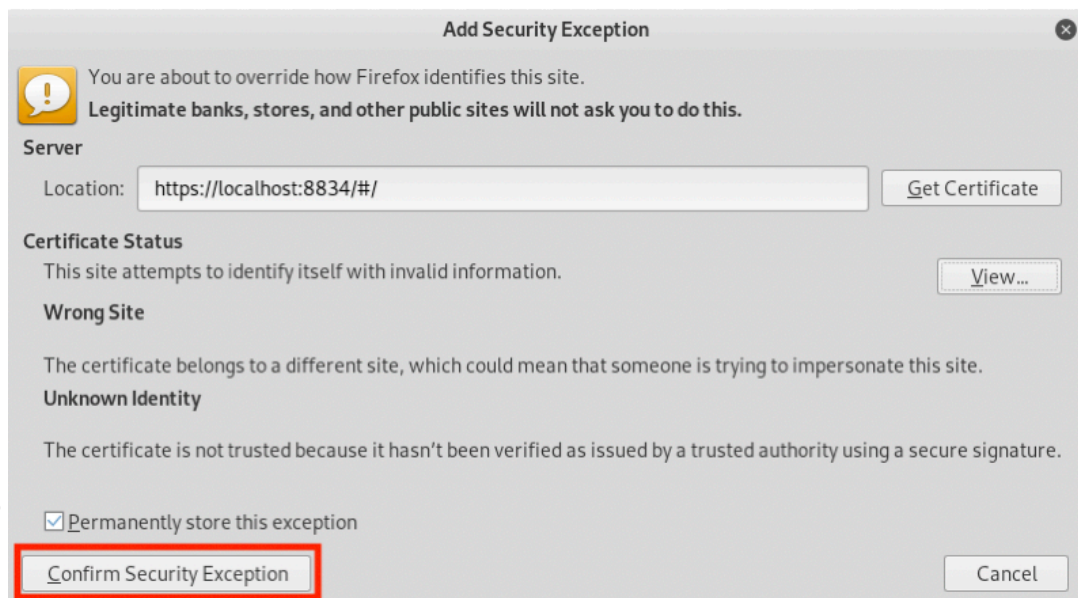 Add Security Exception
You are about to override how Firefox identifies this site.
Legitimate banks, stores, and other public sites will not ask you to do this.
Server
Location: https://localhost:8834/#/ Get Certificate
Certificate Status
This site attempts to identify itself with invalid information.
View...
Wrong Site
The certificate belongs to a different site, which could mean that someone is trying to impersonate this site.
Unknown Identity
The certificate is not trusted because it hasn't been verified as issued by a trusted authority using a secure signature.
Permanently store this exception
Confirm Security Exception Cancel